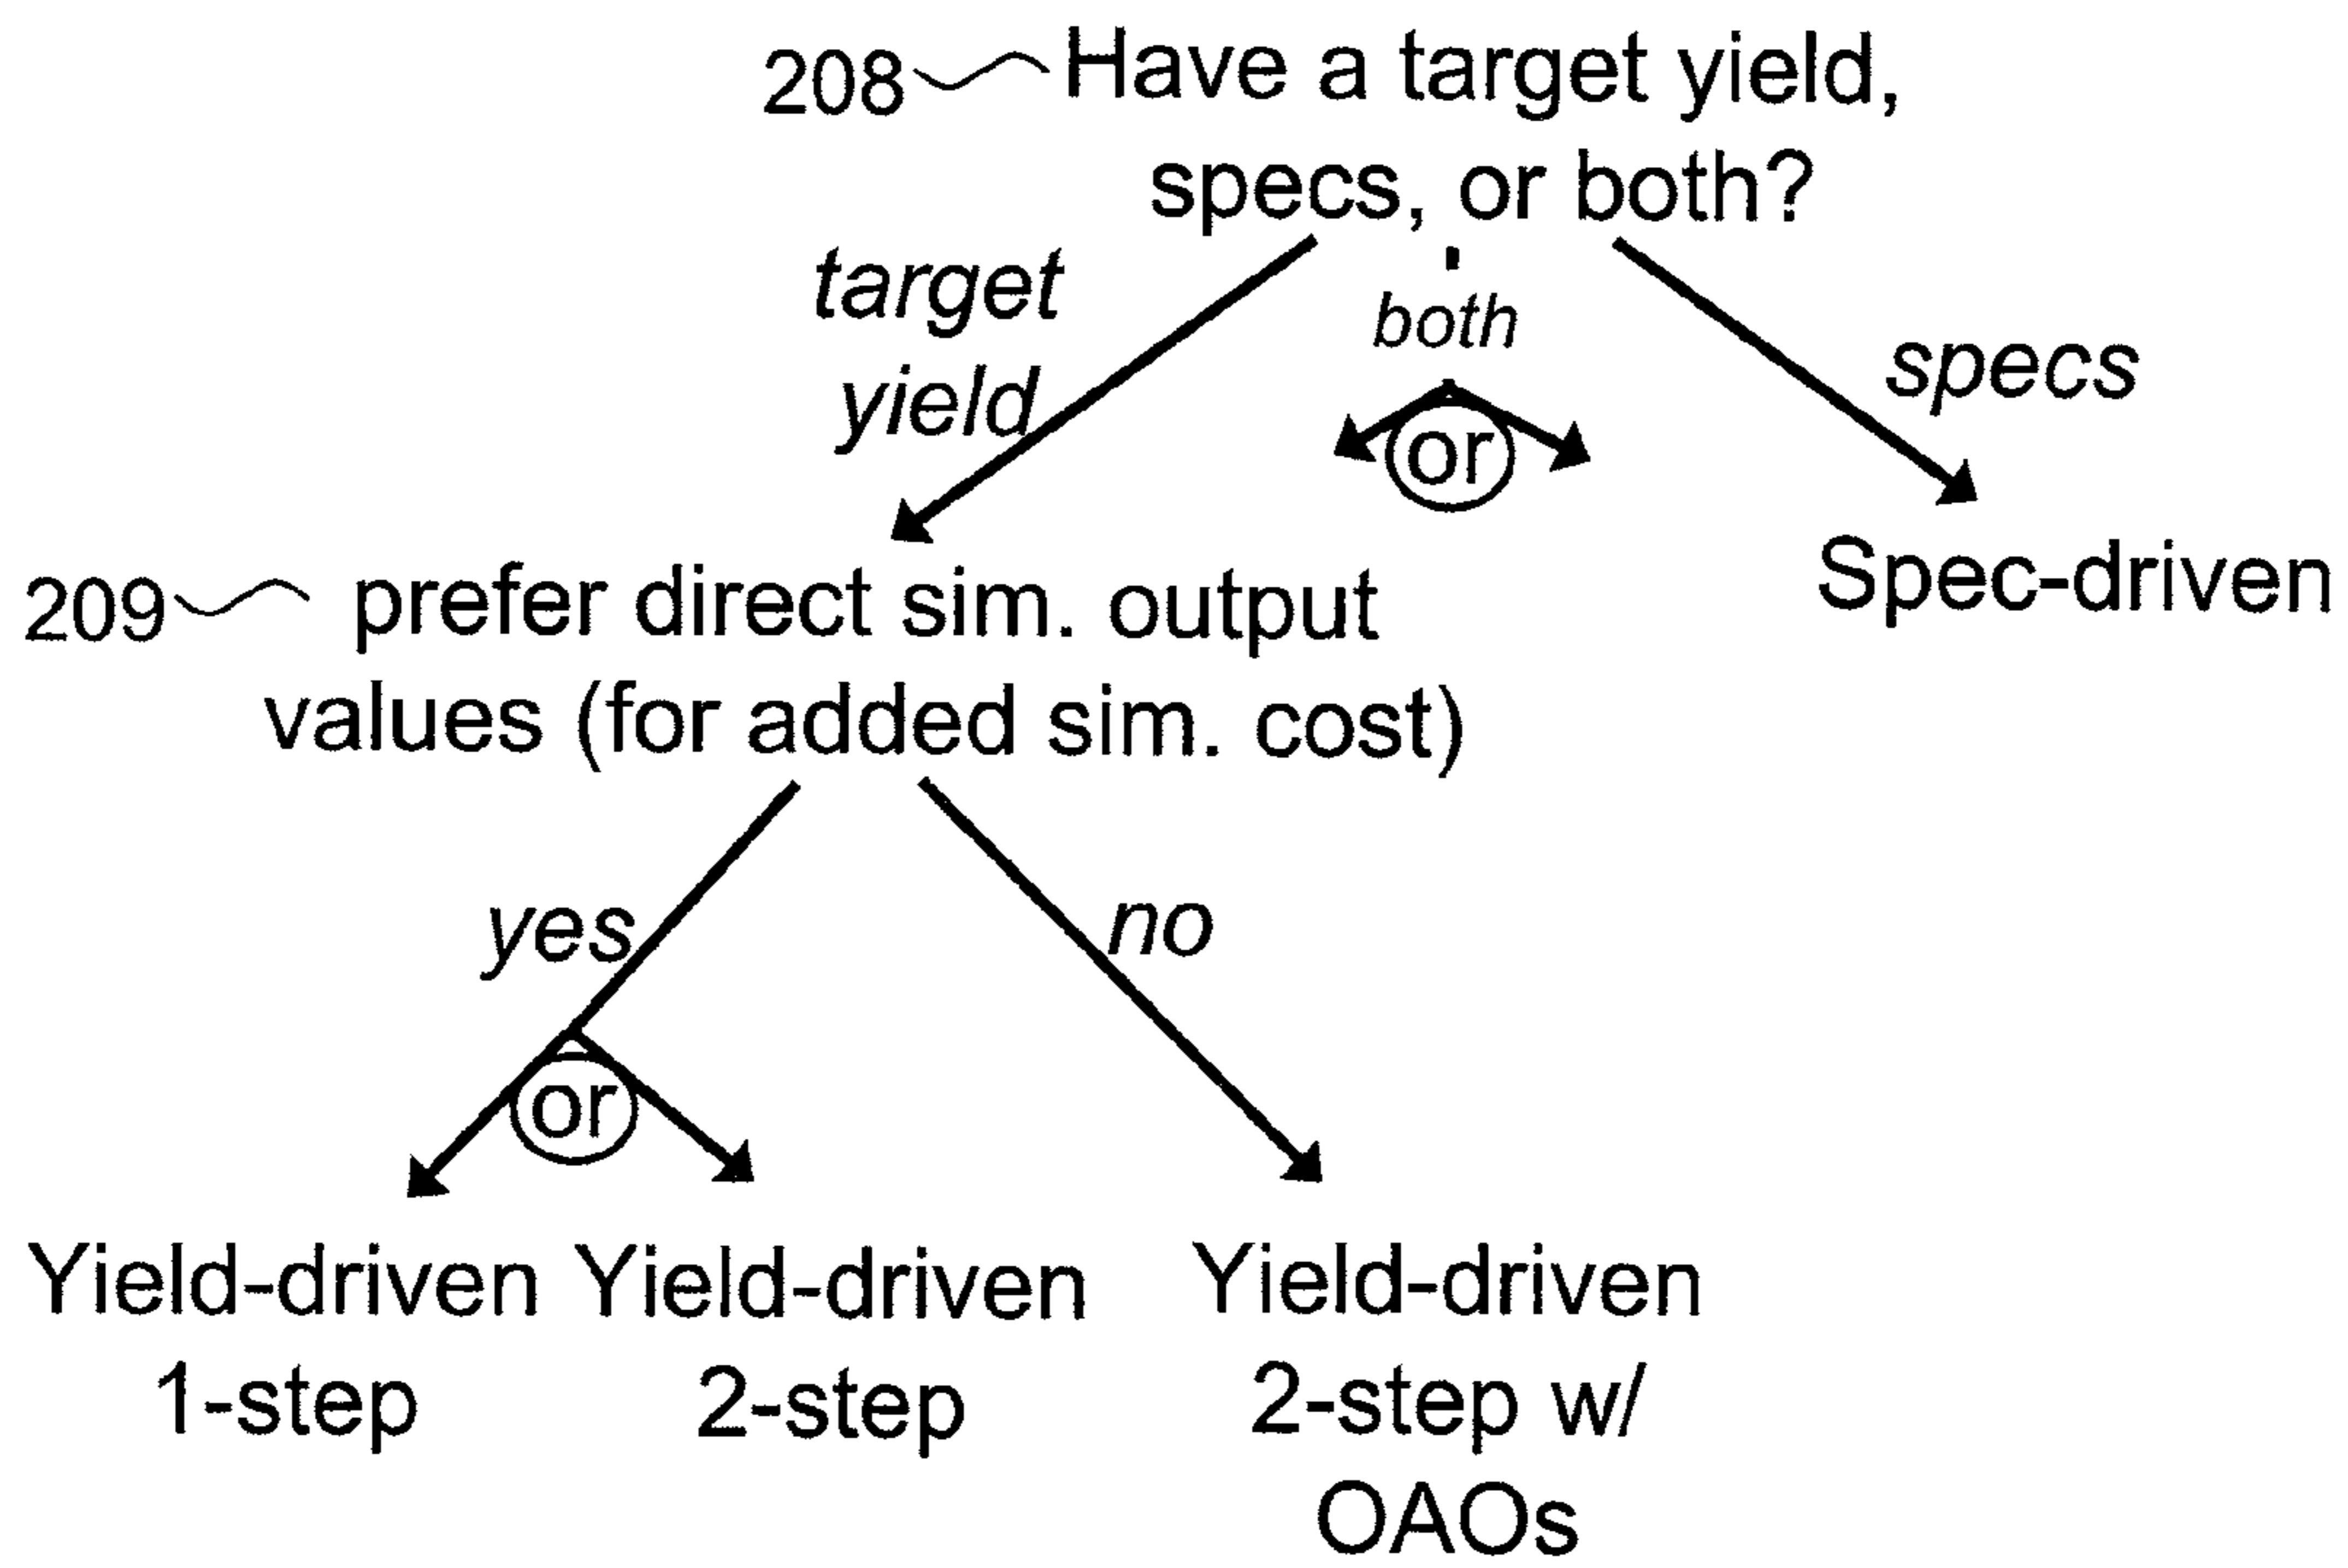 208 Have a target yield,
specs, or both?
target
yield
both
or
specs
209 prefer direct sim. output
values (for added sim. cost)
Spec-driven
yes
no
or
Yield-driven
1-step
Yield-driven
2-step
Yield-driven
2-step w/
OAOs